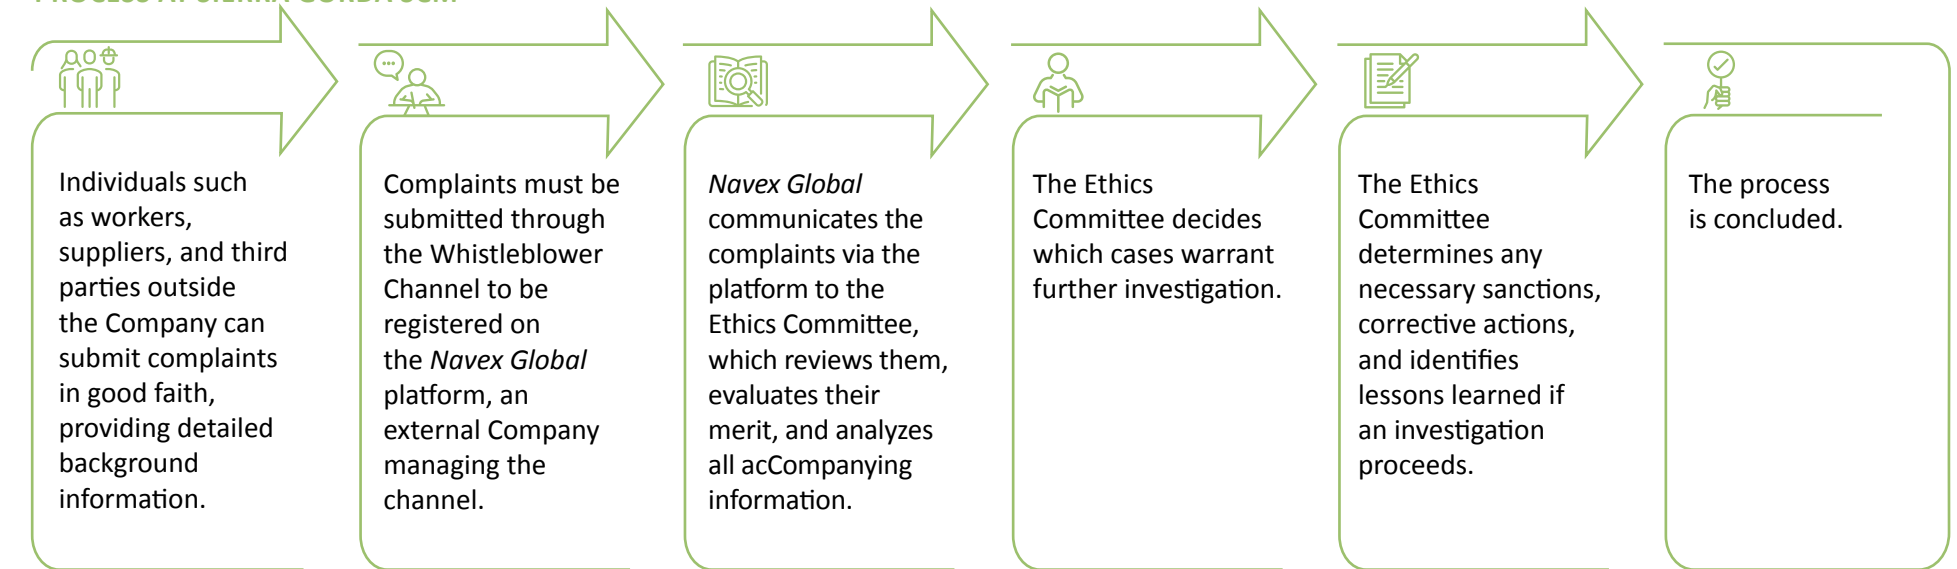 PROCESS AT SIERRA GORDA SCM
Individuals such
as workers,
suppliers, and third
parties outside
the Company can
submit complaints
in good faith,
providing detailed
background
information.
Complaints must be
submitted through
the Whistleblower
Channel to be
registered on
the Navex Global
platform, an
external Company
managing the
channel.
Navex Global
communicates the
complaints via the
platform to the
Ethics Committee,
which reviews them,
evaluates their
merit, and analyzes
all acCompanying
information.
The Ethics
Committee decides
which cases warrant
further investigation.
The Ethics
Committee
determines any
necessary sanctions,
corrective actions,
and identifies
lessons learned if
an investigation
proceeds.
The process
is concluded.